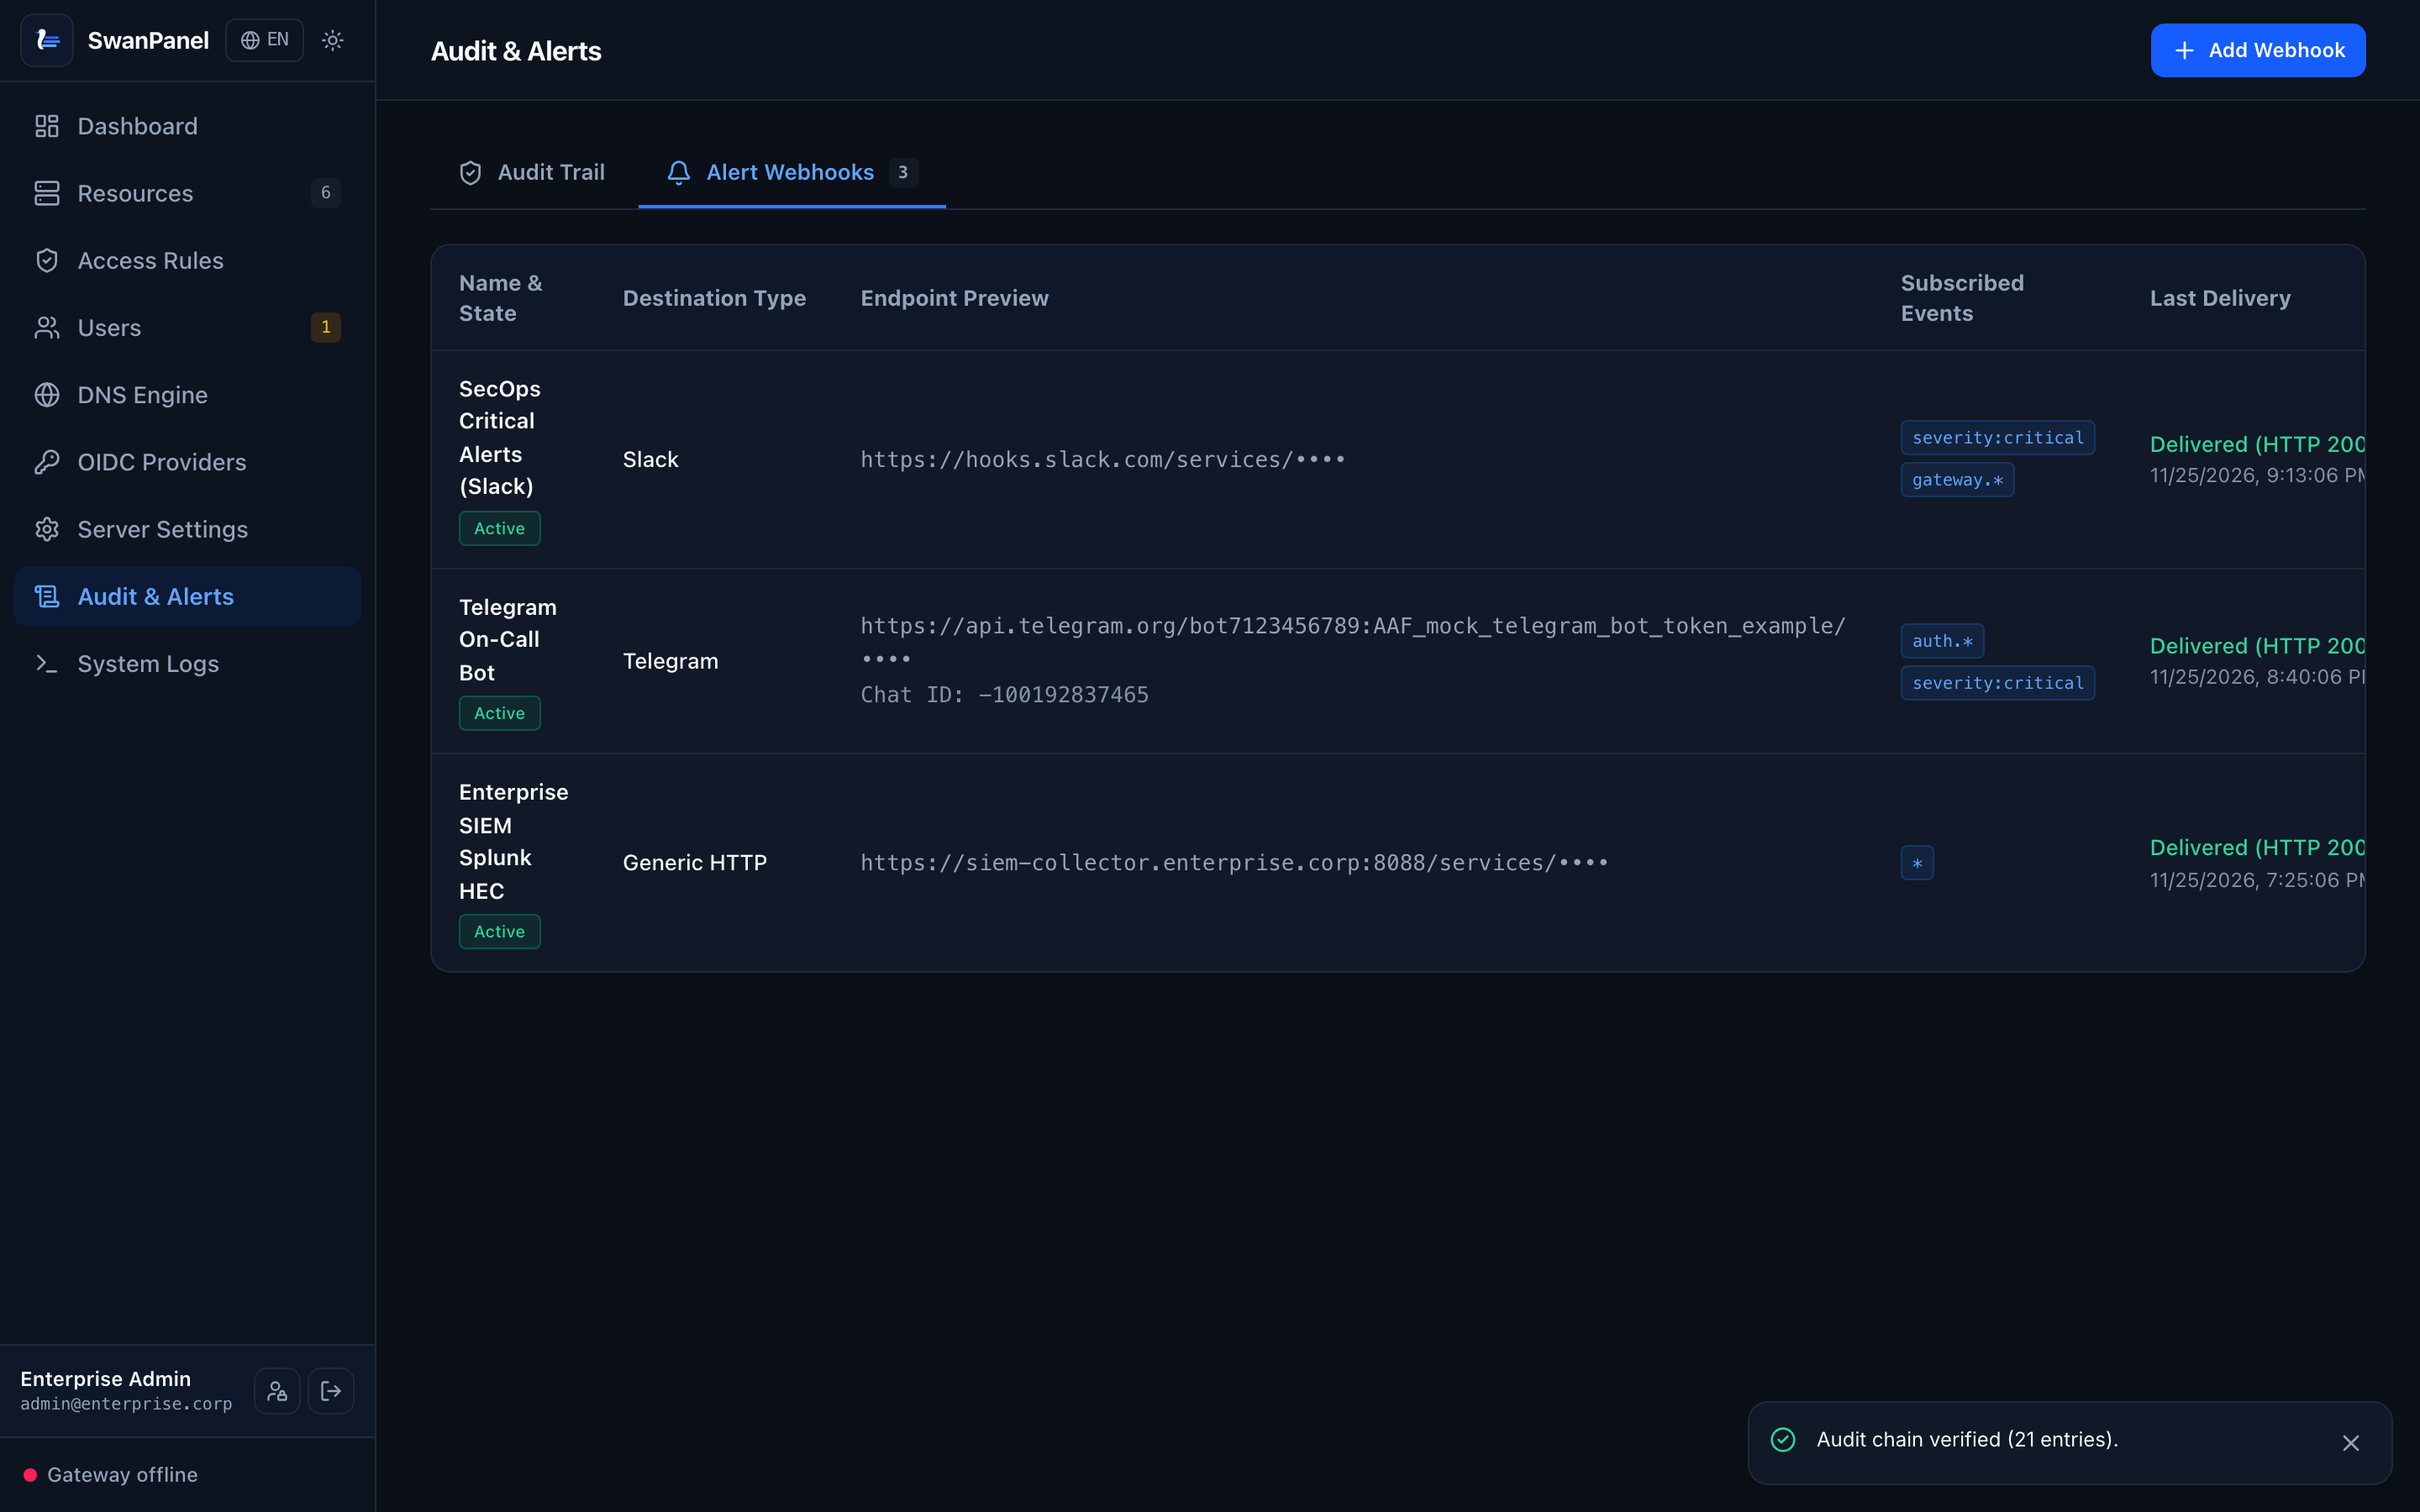 SwanPanel
EN
Dashboard
Resources
6
Access Rules
Users
1
DNS Engine
OIDC Providers
Server Settings
Audit & Alerts
System Logs
Enterprise Admin
admin@enterprise.corp
Gateway offline
Audit & Alerts
Add Webhook
Audit Trail
Alert Webhooks 3
Name &
State
Destination Type
Endpoint Preview
Subscribed
Events
Last Delivery
SecOps
Critical
Alerts
(Slack)
Active
Slack
https://hooks.slack.com/services/••••
severity:critical
gateway.*
Delivered (HTTP 200
11/25/2026, 9:13:06 PM
Telegram
On-Call
Bot
Active
Telegram
https://api.telegram.org/bot7123456789:AAF_mock_telegram_bot_token_example/
••••
Chat ID: -100192837465
auth.*
severity:critical
Delivered (HTTP 200
11/25/2026, 8:40:06 PM
Enterprise
SIEM
Splunk
HEC
Active
Generic HTTP
https://siem-collector.enterprise.corp:8088/services/••••
*
Delivered (HTTP 200
11/25/2026, 7:25:06 PM
Audit chain verified (21 entries).